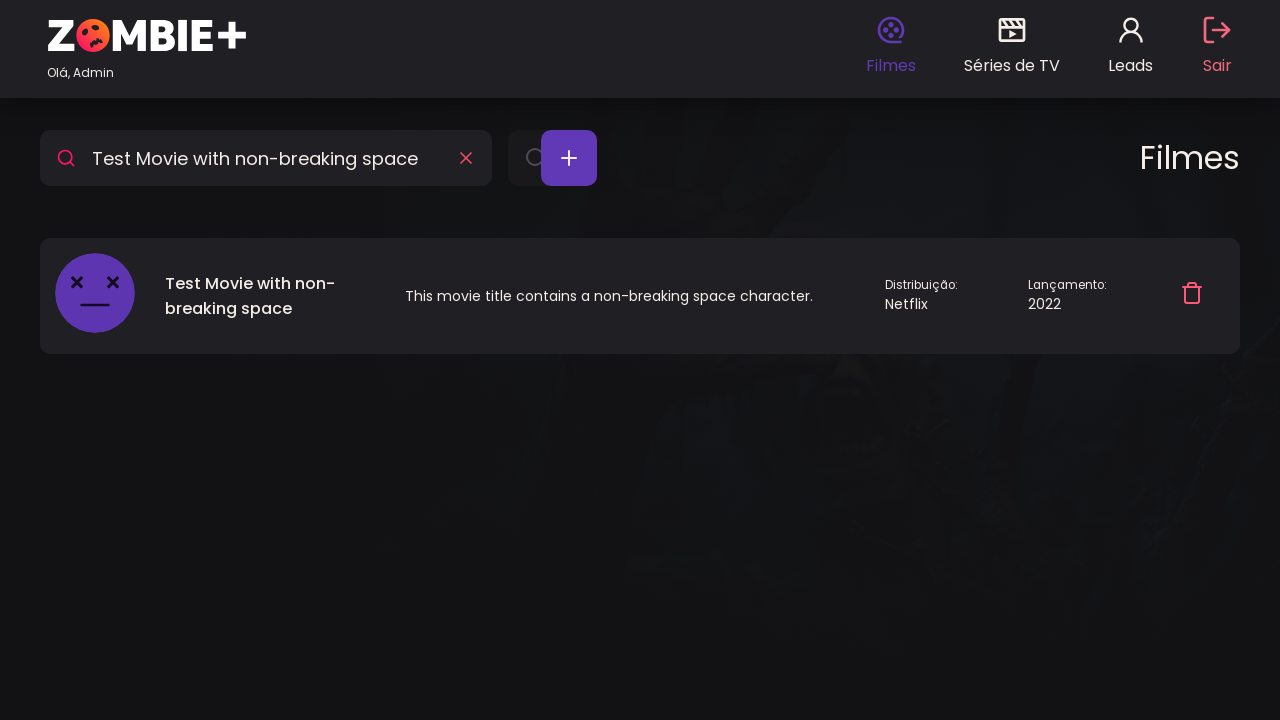 ZOMBIE+
Olá, Admin
Filmes
Séries de TV
Leads
Sair
Test Movie with non-breaking space
Filmes
Test Movie with non-
breaking space
This movie title contains a non-breaking space character.
Distribuição:
Netflix
Lançamento:
2022